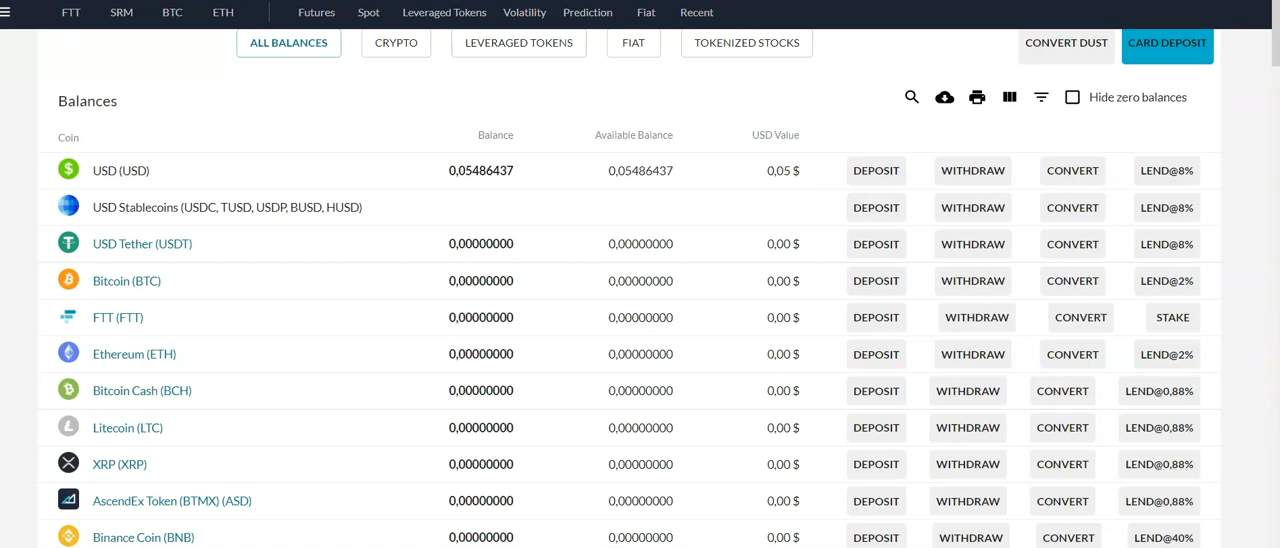 FTT SRM BTC ETH Futures Spot Leveraged Tokens Volatility Prediction Fiat Recent
ALL BALANCES CRYPTO LEVERAGED TOKENS FIAT TOKENIZED STOCKS CONVERT DUST CARD DEPOSIT
Balances Hide zero balances
Coin Balance Available Balance USD Value
USD (USD) 0,05486437 0,05486437 0,05 $ DEPOSIT WITHDRAW CONVERT LEND@8%
USD Stablecoins (USDC, TUSD, USDP, BUSD, HUSD) DEPOSIT WITHDRAW CONVERT LEND@8%
USD Tether (USDT) 0,00000000 0,00000000 0,00 $ DEPOSIT WITHDRAW CONVERT LEND@8%
Bitcoin (BTC) 0,00000000 0,00000000 0,00 $ DEPOSIT WITHDRAW CONVERT LEND@2%
FTT (FTT) 0,00000000 0,00000000 0,00 $ DEPOSIT WITHDRAW CONVERT STAKE
Ethereum (ETH) 0,00000000 0,00000000 0,00 $ DEPOSIT WITHDRAW CONVERT LEND@2%
Bitcoin Cash (BCH) 0,00000000 0,00000000 0,00 $ DEPOSIT WITHDRAW CONVERT LEND@0,88%
Litecoin (LTC) 0,00000000 0,00000000 0,00 $ DEPOSIT WITHDRAW CONVERT LEND@0,88%
XRP (XRP) 0,00000000 0,00000000 0,00 $ DEPOSIT WITHDRAW CONVERT LEND@0,88%
AscendEx Token (BTMX) (ASD) 0,00000000 0,00000000 0,00 $ DEPOSIT WITHDRAW CONVERT LEND@0,88%
Binance Coin (BNB) 0,00000000 0,00000000 0,00 $ DEPOSIT WITHDRAW CONVERT LEND@40%